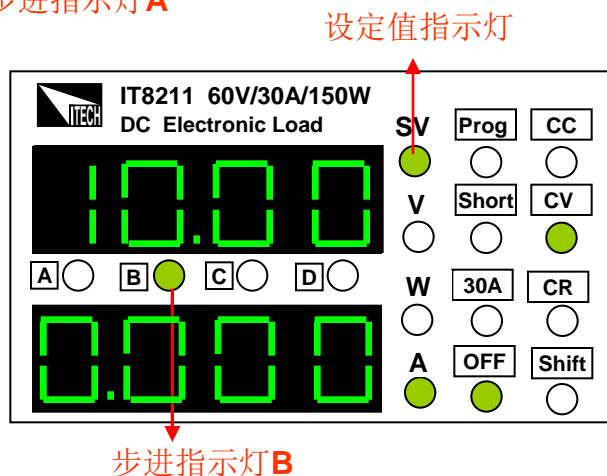 步进指示灯A
设定值指示灯
ITECH
IT8211 60V/30A/150W
DC Electronic Load
SV Prog CC
10.00
V Short CV
A B C D
W 30A CR
0.000
A OFF Shift
步进指示灯B